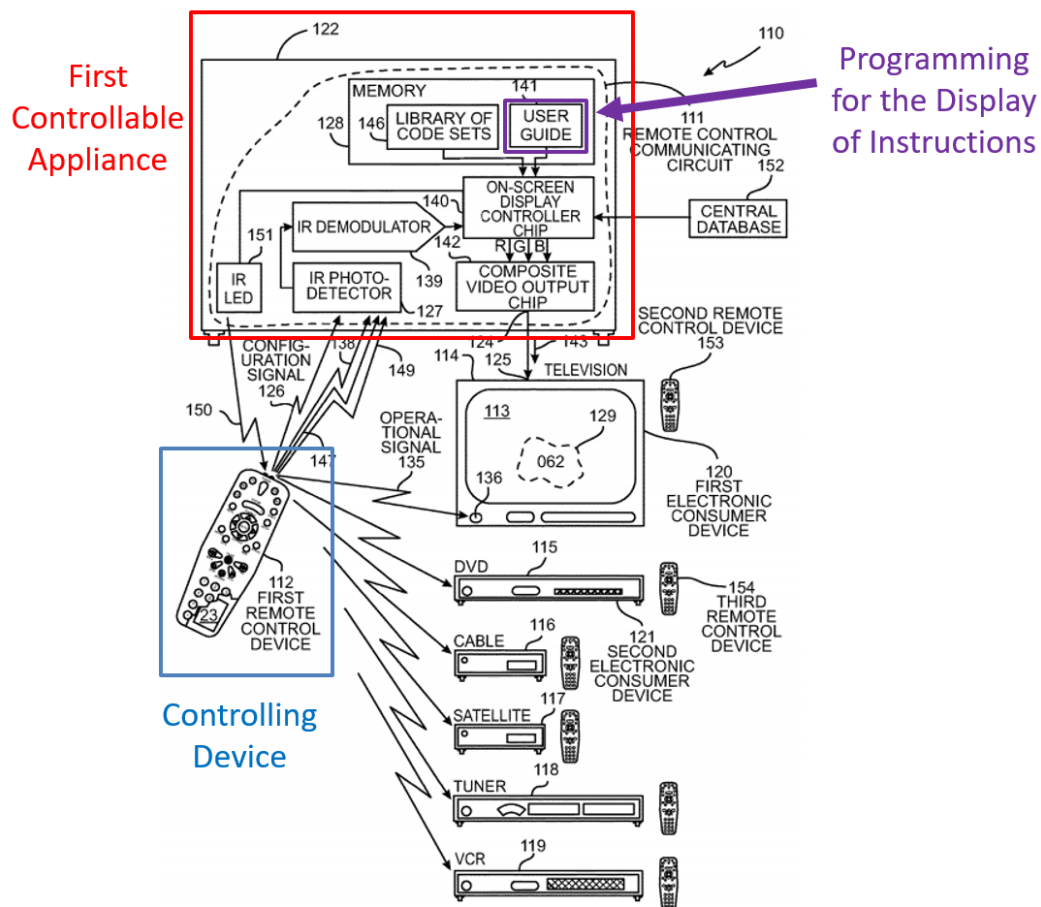 First
Controllable
Appliance
122
110
Programming
for the Display
of Instructions
MEMORY
141
128
146
LIBRARY OF
CODE SETS
USER
GUIDE
111
REMOTE CONTROL
COMMUNICATING
CIRCUIT
152
CENTRAL
DATABASE
140
ON-SCREEN
DISPLAY
CONTROLLER
CHIP
IR DEMODULATOR
139
142
R G B
151
IR
LED
IR PHOTO-
DETECTOR
127
COMPOSITE
VIDEO OUTPUT
CHIP
124
143
125
CONFIG-
URATION
SIGNAL
126
138
149
147
150
SECOND REMOTE
CONTROL DEVICE
153
114
TELEVISION
113
129
062
136
OPERA-
TIONAL
SIGNAL
135
120
FIRST
ELECTRONIC
CONSUMER
DEVICE
112
FIRST
REMOTE
CONTROL
DEVICE
23
Controlling
Device
DVD
115
121
SECOND
ELECTRONIC
CONSUMER
DEVICE
154
THIRD
REMOTE
CONTROL
DEVICE
CABLE
116
SATELLITE
117
TUNER
118
VCR
119